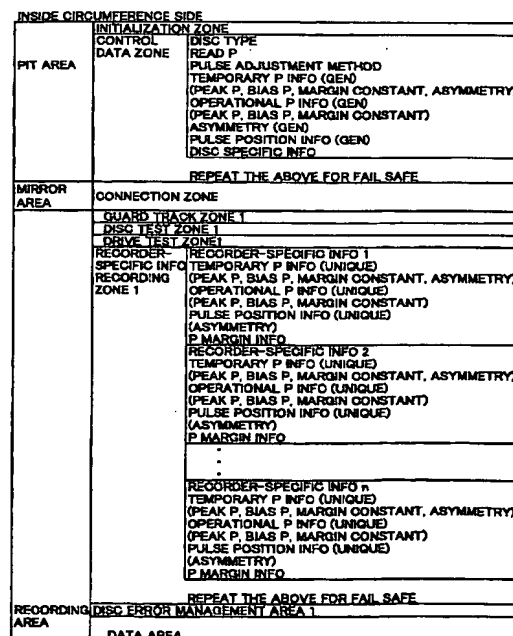 INSIDE CIRCUMFERENCE SIDE
INITIALIZATION ZONE
PIT AREA
CONTROL DATA ZONE
DISC TYPE
READ P
PULSE ADJUSTMENT METHOD
TEMPORARY P INFO (GEN)
(PEAK P, BIAS P, MARGIN CONSTANT, ASYMMETRY
OPERATIONAL P INFO (GEN)
(PEAK P, BIAS P, MARGIN CONSTANT)
ASYMMETRY (GEN)
PULSE POSITION INFO (GEN)
DISC SPECIFIC INFO
REPEAT THE ABOVE FOR FAIL SAFE
MIRROR AREA
CONNECTION ZONE
GUARD TRACK ZONE 1
DISC TEST ZONE 1
DRIVE TEST ZONE1
RECORDER-SPECIFIC INFO RECORDING ZONE 1
RECORDER-SPECIFIC INFO 1
TEMPORARY P INFO (UNIQUE)
(PEAK P, BIAS P, MARGIN CONSTANT, ASYMMETRY)
OPERATIONAL P INFO (UNIQUE)
(PEAK P, BIAS P, MARGIN CONSTANT)
PULSE POSITION INFO (UNIQUE)
(ASYMMETRY)
P MARGIN INFO
RECORDER-SPECIFIC INFO 2
TEMPORARY P INFO (UNIQUE)
(PEAK P, BIAS P, MARGIN CONSTANT, ASYMMETRY)
OPERATIONAL P INFO (UNIQUE)
(PEAK P, BIAS P, MARGIN CONSTANT)
PULSE POSITION INFO (UNIQUE)
(ASYMMETRY)
P MARGIN INFO
RECORDER-SPECIFIC INFO n
TEMPORARY P INFO (UNIQUE)
(PEAK P, BIAS P, MARGIN CONSTANT, ASYMMETRY)
OPERATIONAL P INFO (UNIQUE)
(PEAK P, BIAS P, MARGIN CONSTANT)
PULSE POSITION INFO (UNIQUE)
(ASYMMETRY)
P MARGIN INFO
REPEAT THE ABOVE FOR FAIL SAFE
RECORDING AREA
DISC ERROR MANAGEMENT AREA 1
DATA AREA